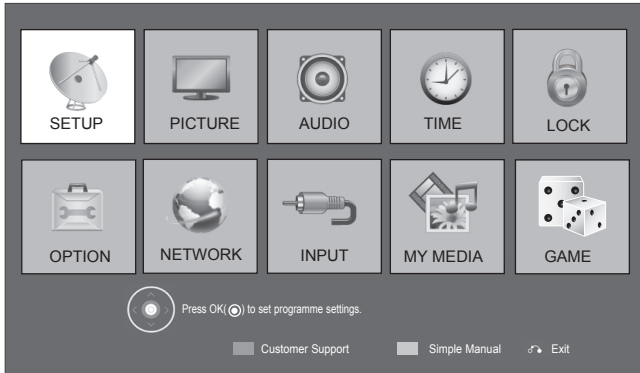 SETUP PICTURE AUDIO TIME LOCK
OPTION NETWORK INPUT MY MEDIA GAME
Press OK(◉) to set programme settings.
Customer Support Simple Manual Exit